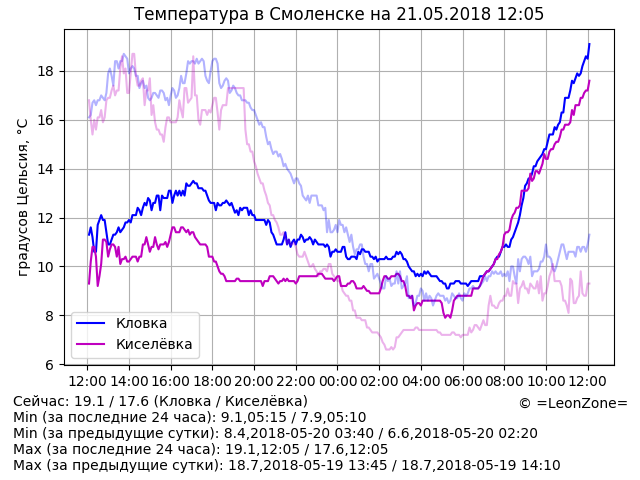 Температура в Смоленске на 21.05.2018 12:05
градусов Цельсия, °C
18
16
14
12
10
8
6
Кловка
Киселёвка
12:00 14:00 16:00 18:00 20:00 22:00 00:00 02:00 04:00 06:00 08:00 10:00 12:00
Сейчас: 19.1 / 17.6 (Кловка / Киселёвка)
© =LeonZone=
Min (за последние 24 часа): 9.1,05:15 / 7.9,05:10
Min (за предыдущие сутки): 8.4,2018-05-20 03:40 / 6.6,2018-05-20 02:20
Max (за последние 24 часа): 19.1,12:05 / 17.6,12:05
Max (за предыдущие сутки): 18.7,2018-05-19 13:45 / 18.7,2018-05-19 14:10